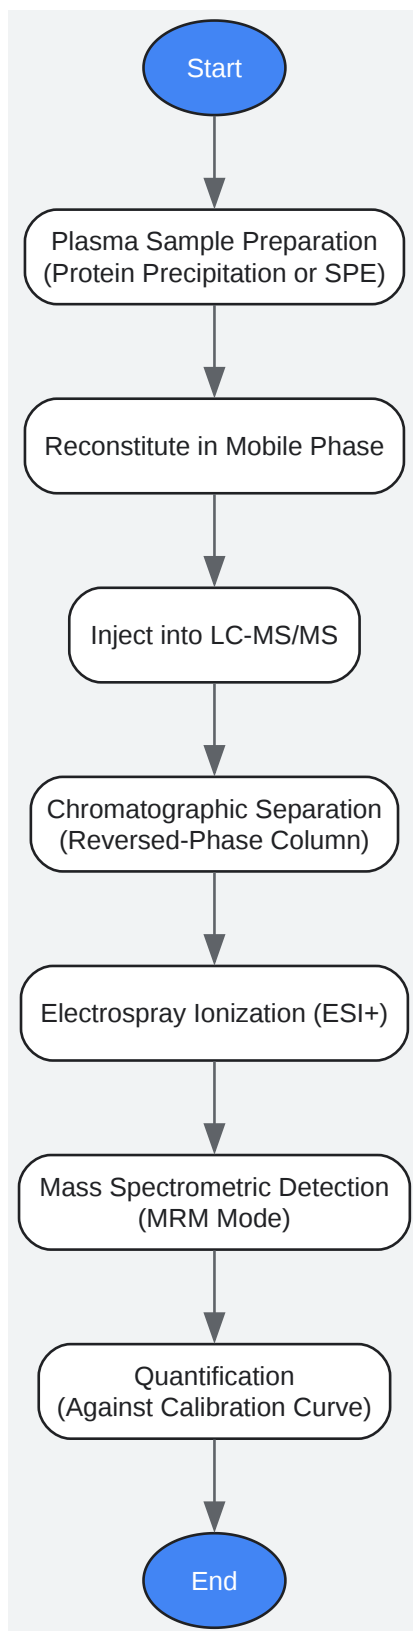 Start
Plasma Sample Preparation
(Protein Precipitation or SPE)
Reconstitute in Mobile Phase
Inject into LC-MS/MS
Chromatographic Separation
(Reversed-Phase Column)
Electrospray Ionization (ESI+)
Mass Spectrometric Detection
(MRM Mode)
Quantification
(Against Calibration Curve)
End